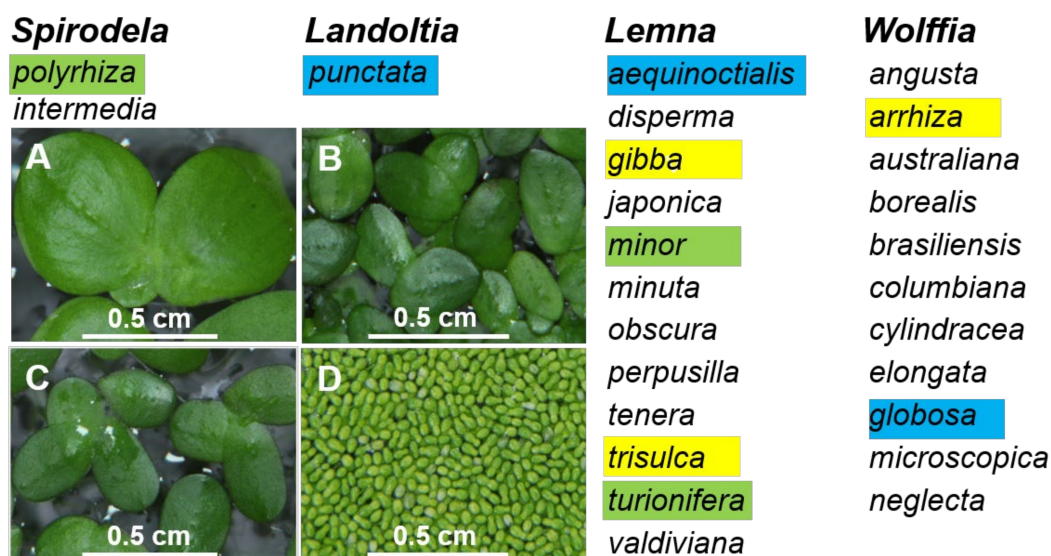 Spirodela
polyrhiza
intermedia
Landoltia
punctata
A
B
0.5 cm
0.5 cm
C
D
0.5 cm
0.5 cm
Lemna
aequinoctialis
disperma
gibba
japonica
minor
minuta
obscura
perpusilla
tenera
trisulca
turionifera
valdiviana
Wolffia
angusta
arrhiza
australiana
borealis
brasiliensis
columbiana
cylindracea
elongata
globosa
microscopica
neglecta